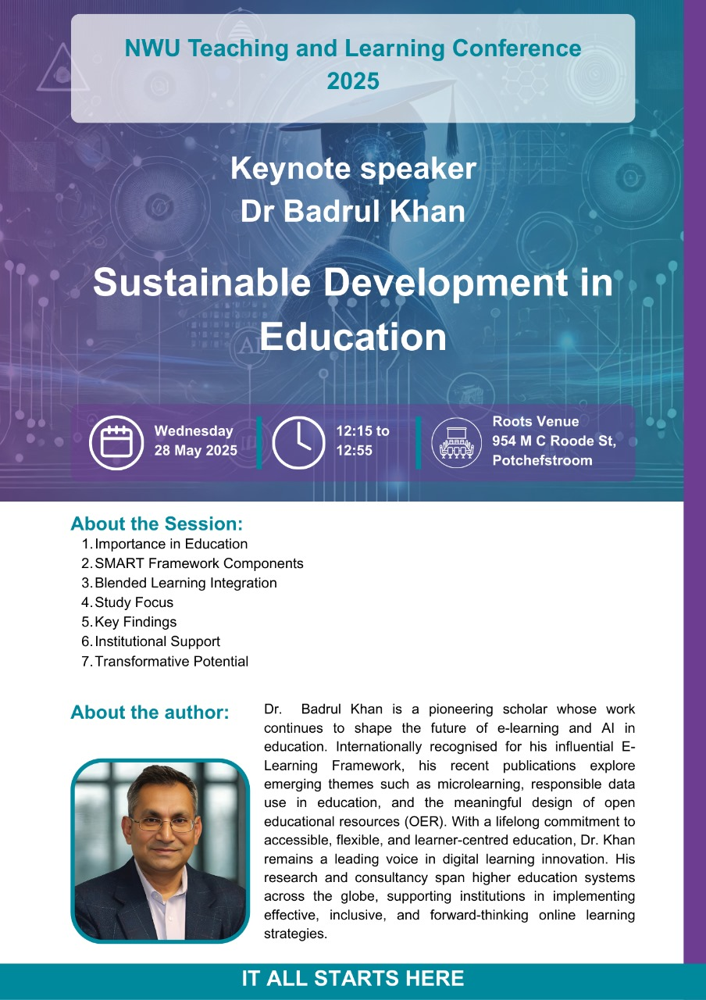 NWU Teaching and Learning Conference
2025
Keynote speaker
Dr Badrul Khan
Sustainable Development in
Education
AI
Wednesday
28 May 2025
12:15 to
12:55
Roots Venue
954 M C Roode St,
Potchefstroom
About the Session:
1. Importance in Education
2. SMART Framework Components
3. Blended Learning Integration
4. Study Focus
5. Key Findings
6. Institutional Support
7. Transformative Potential
About the author:
Dr. Badrul Khan is a pioneering scholar whose work
continues to shape the future of e-learning and AI in
education. Internationally recognised for his influential E-
Learning Framework, his recent publications explore
emerging themes such as microlearning, responsible data
use in education, and the meaningful design of open
educational resources (OER). With a lifelong commitment to
accessible, flexible, and learner-centred education, Dr. Khan
remains a leading voice in digital learning innovation. His
research and consultancy span higher education systems
across the globe, supporting institutions in implementing
effective, inclusive, and forward-thinking online learning
strategies.
IT ALL STARTS HERE